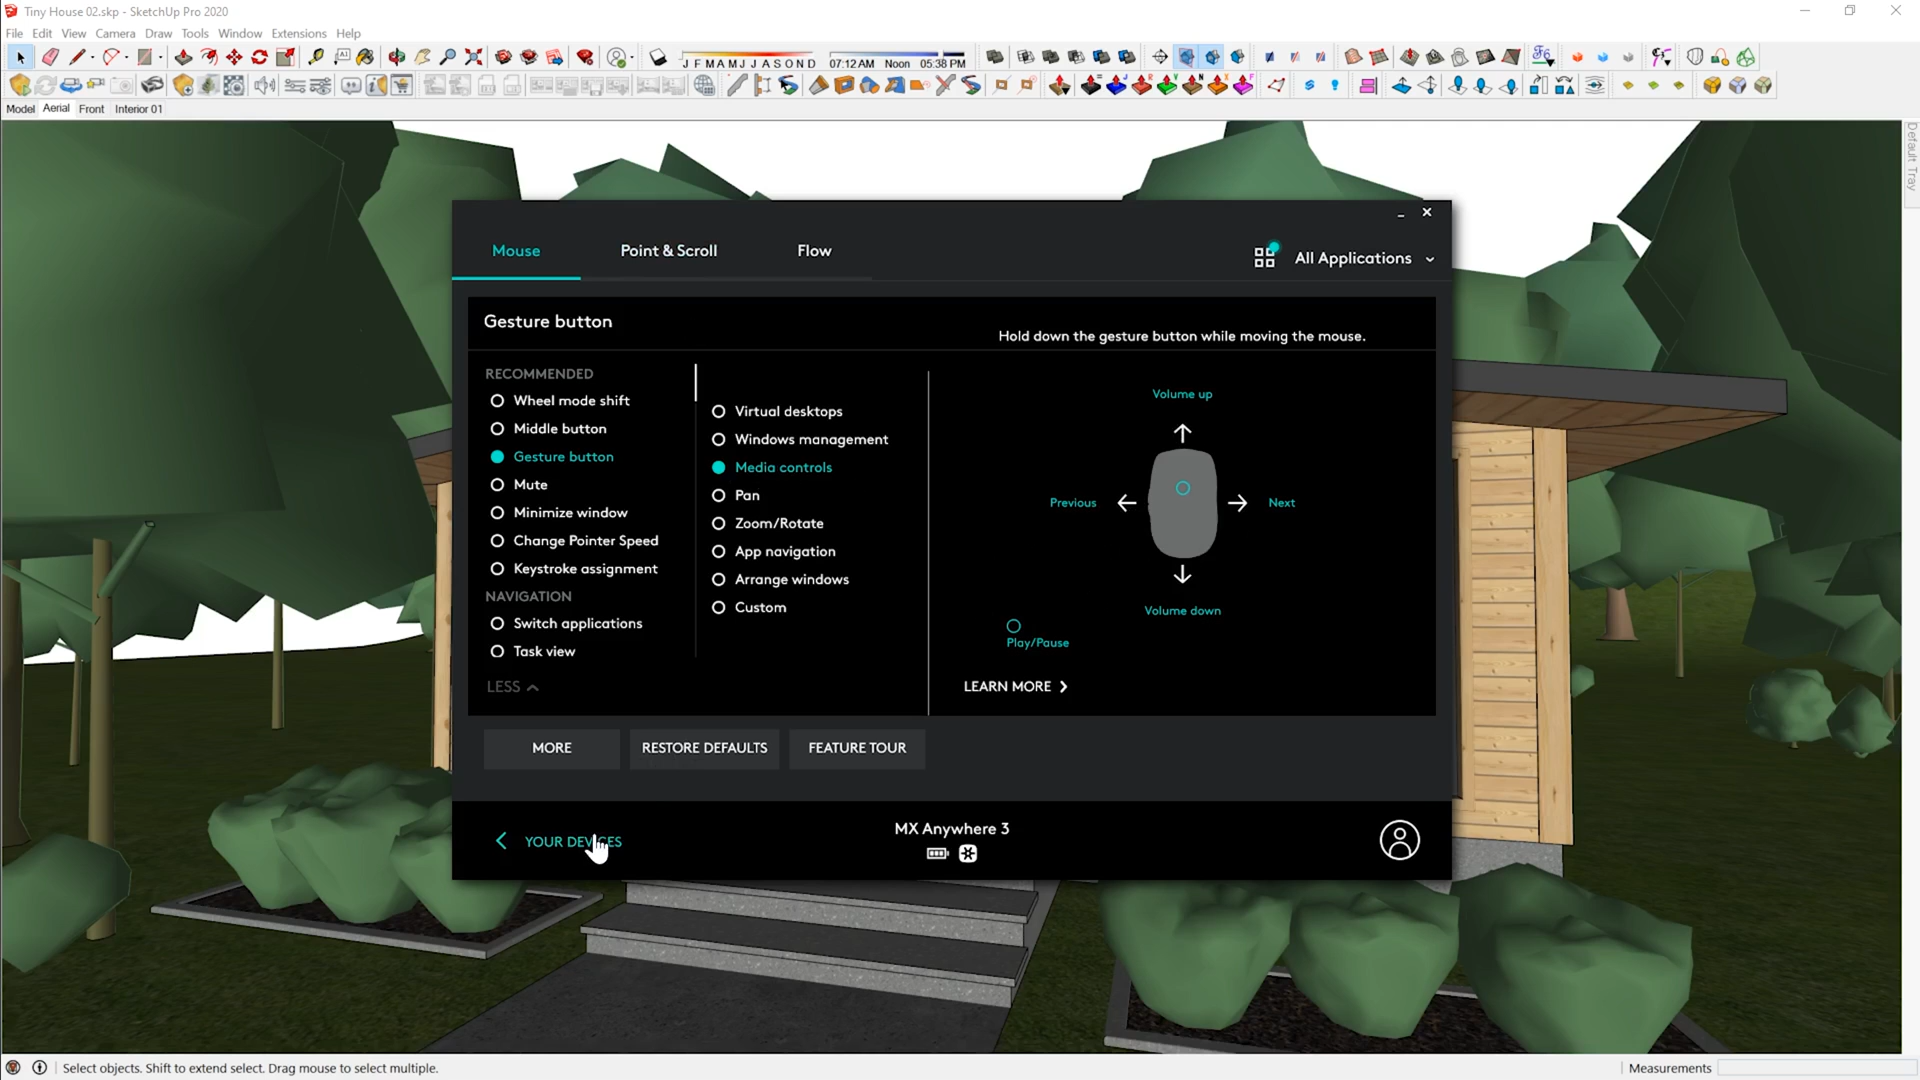 Tiny House 02.skp - SketchUp Pro 2020
File Edit View Camera Draw Tools Window Extensions Help
J F M A M J J A S O N D 07:12 AM Noon 05:38 PM
Model Aerial Front Interior 01
Default Tray
Mouse Point & Scroll Flow All Applications
Gesture button
Hold down the gesture button while moving the mouse.
RECOMMENDED
Wheel mode shift
Middle button
Gesture button
Mute
Minimize window
Change Pointer Speed
Keystroke assignment
NAVIGATION
Switch applications
Task view
LESS
Virtual desktops
Windows management
Media controls
Pan
Zoom/Rotate
App navigation
Arrange windows
Custom
Volume up
Previous Next
Volume down
Play/Pause
LEARN MORE
MORE RESTORE DEFAULTS FEATURE TOUR
YOUR DEVICES
MX Anywhere 3
Select objects. Shift to extend select. Drag mouse to select multiple.
Measurements